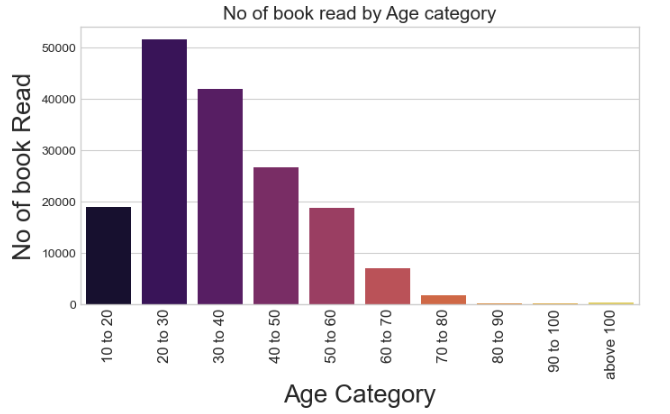 No of book read by Age category
No of book Read
50000
40000
30000
20000
10000
0
10 to 20
20 to 30
30 to 40
40 to 50
50 to 60
60 to 70
70 to 80
80 to 90
90 to 100
above 100
Age Category